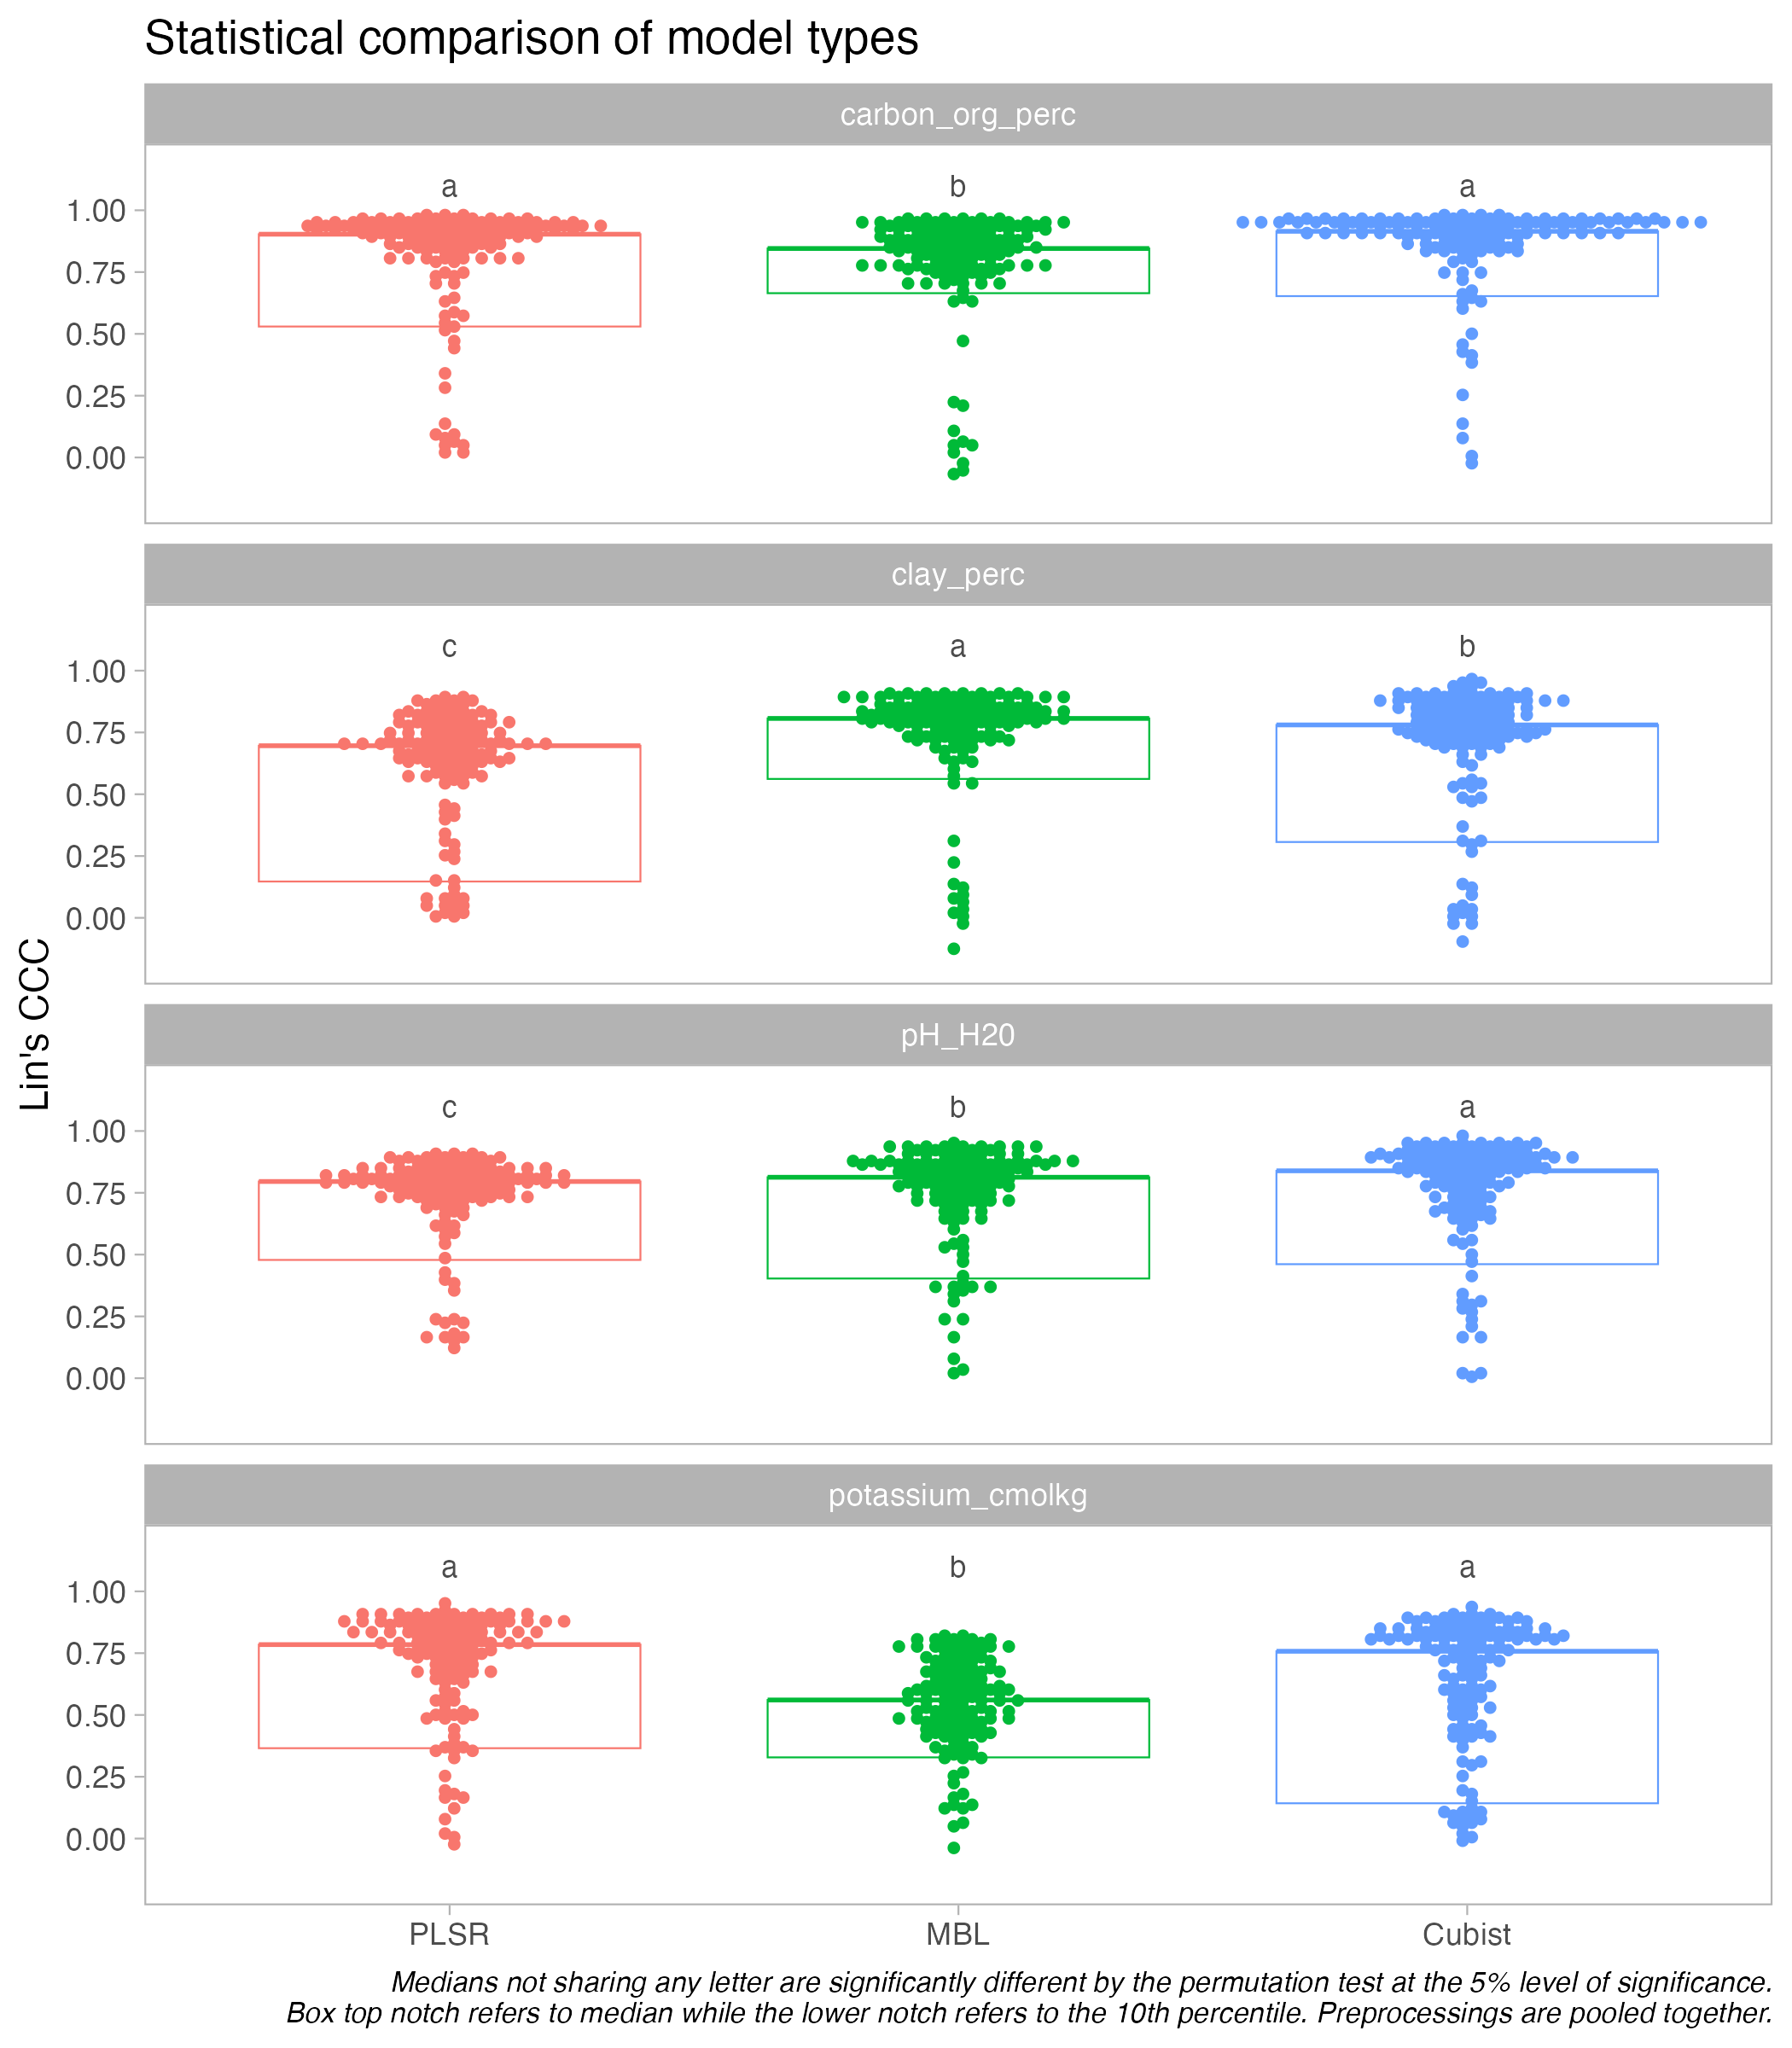 Statistical comparison of model types
carbon_org_perc
a b a
1.00
0.75
0.50
0.25
0.00
clay_perc
c a b
1.00
0.75
0.50
0.25
0.00
Lin's CCC
pH_H20
c b a
1.00
0.75
0.50
0.25
0.00
potassium_cmolkg
a b a
1.00
0.75
0.50
0.25
0.00
PLSR MBL Cubist
Medians not sharing any letter are significantly different by the permutation test at the 5% level of significance.
Box top notch refers to median while the lower notch refers to the 10th percentile. Preprocessings are pooled together.